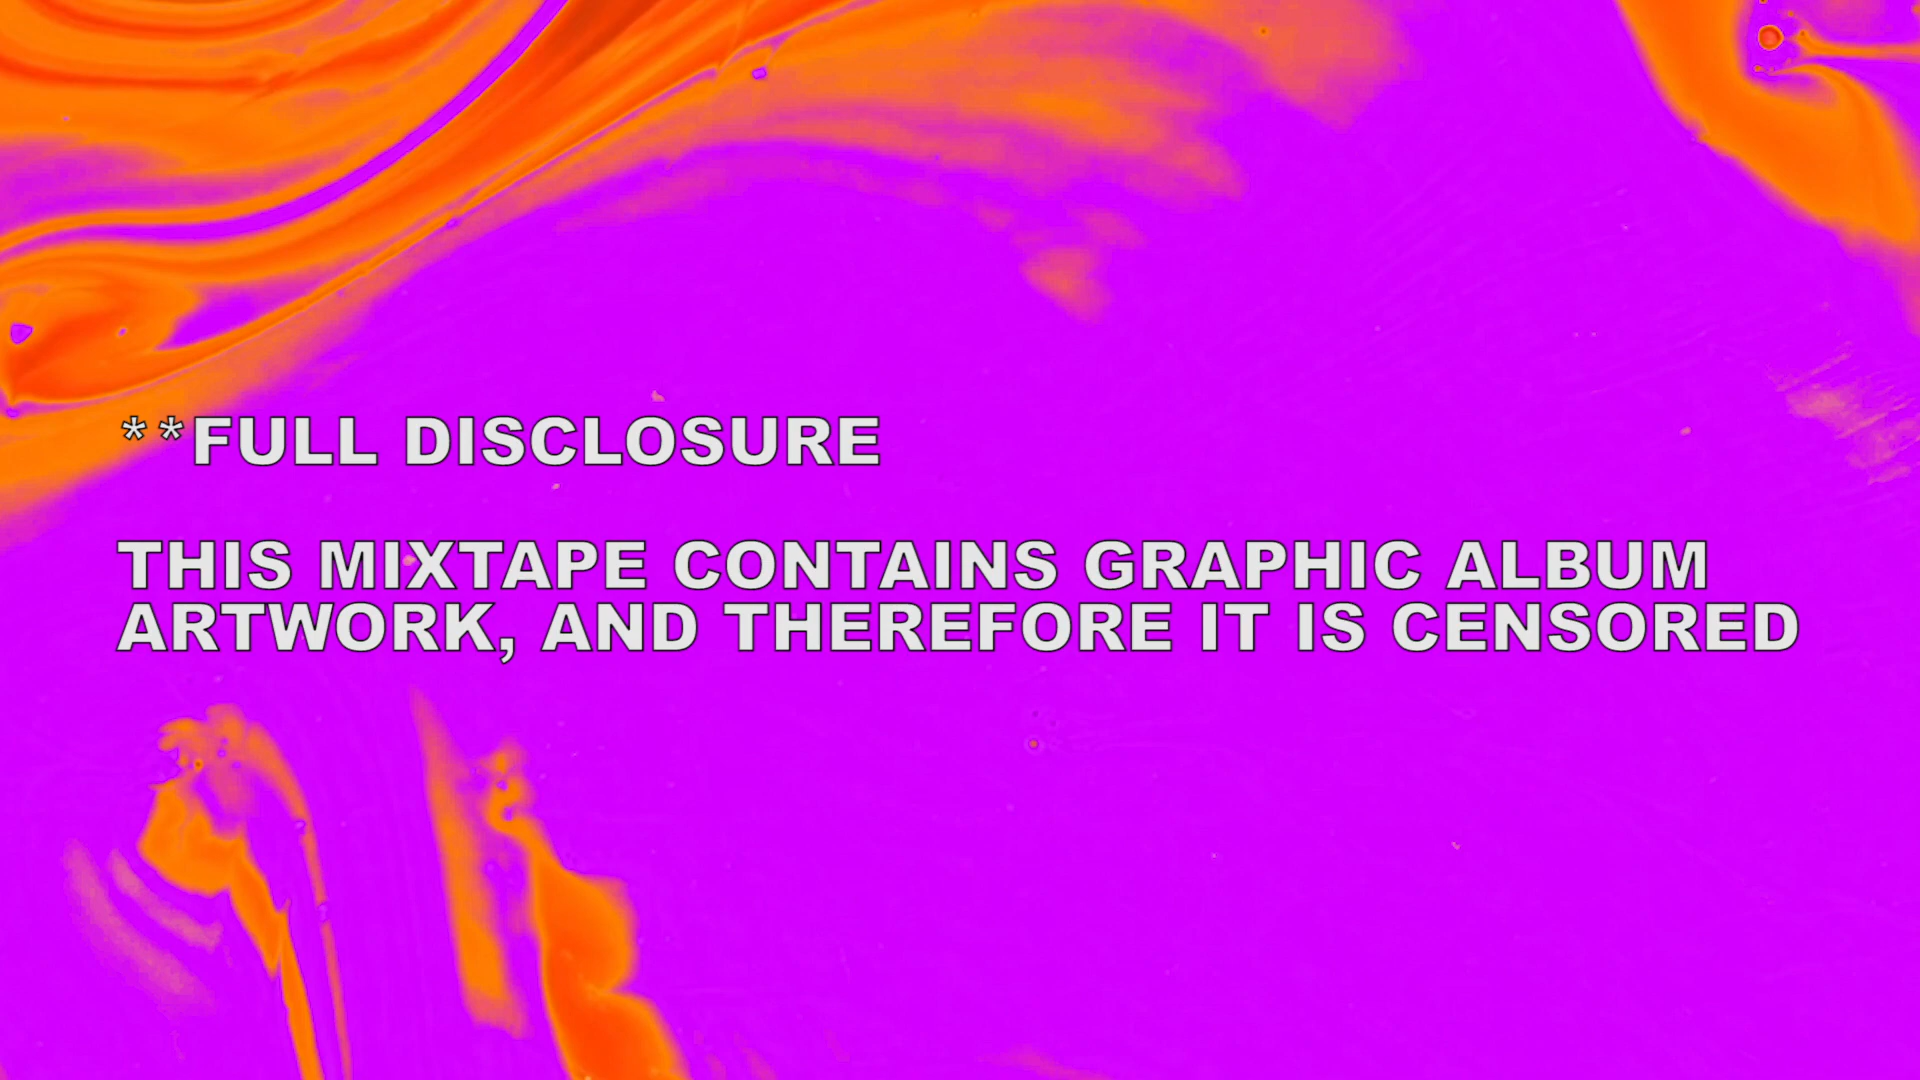 **FULL DISCLOSURE
THIS MIXTAPE CONTAINS GRAPHIC ALBUM
ARTWORK, AND THEREFORE IT IS CENSORED